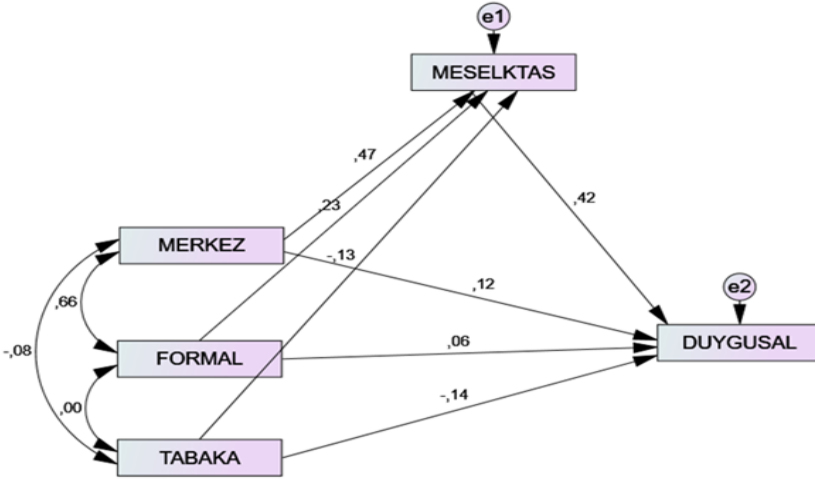 e1
MESELKTAS
,47
,23
,42
MERKEZ
-,13
,12
e2
,66
-,08
,06
DUYGUSAL
FORMAL
,00
-,14
TABAKA